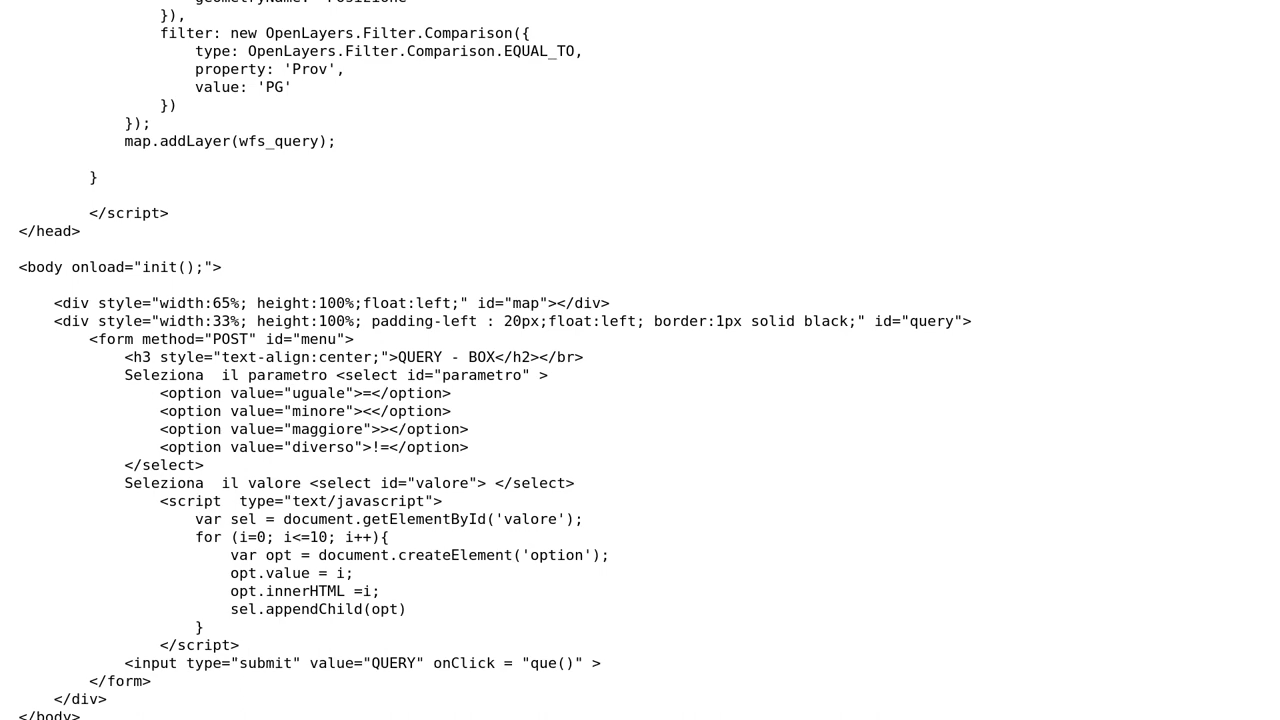 geometryName: 'Posizione'
}),
filter: new OpenLayers.Filter.Comparison({
type: OpenLayers.Filter.Comparison.EQUAL_TO,
property: 'Prov',
value: 'PG'
})
});
map.addLayer(wfs_query);
}
</script>
</head>
<body onload="init();">
<div style="width:65%; height:100%;float:left;" id="map"></div>
<div style="width:33%; height:100%; padding-left : 20px;float:left; border:1px solid black;" id="query">
<form method="POST" id="menu">
<h3 style="text-align:center;">QUERY - BOX</h2></br>
Seleziona  il parametro <select id="parametro" >
<option value="uguale">=</option>
<option value="minore"><</option>
<option value="maggiore">></option>
<option value="diverso">!=</option>
</select>
Seleziona  il valore <select id="valore"> </select>
<script  type="text/javascript">
var sel = document.getElementById('valore');
for (i=0; i<=10; i++){
var opt = document.createElement('option');
opt.value = i;
opt.innerHTML =i;
sel.appendChild(opt)
}
</script>
<input type="submit" value="QUERY" onClick = "que()" >
</form>
</div>
</body>